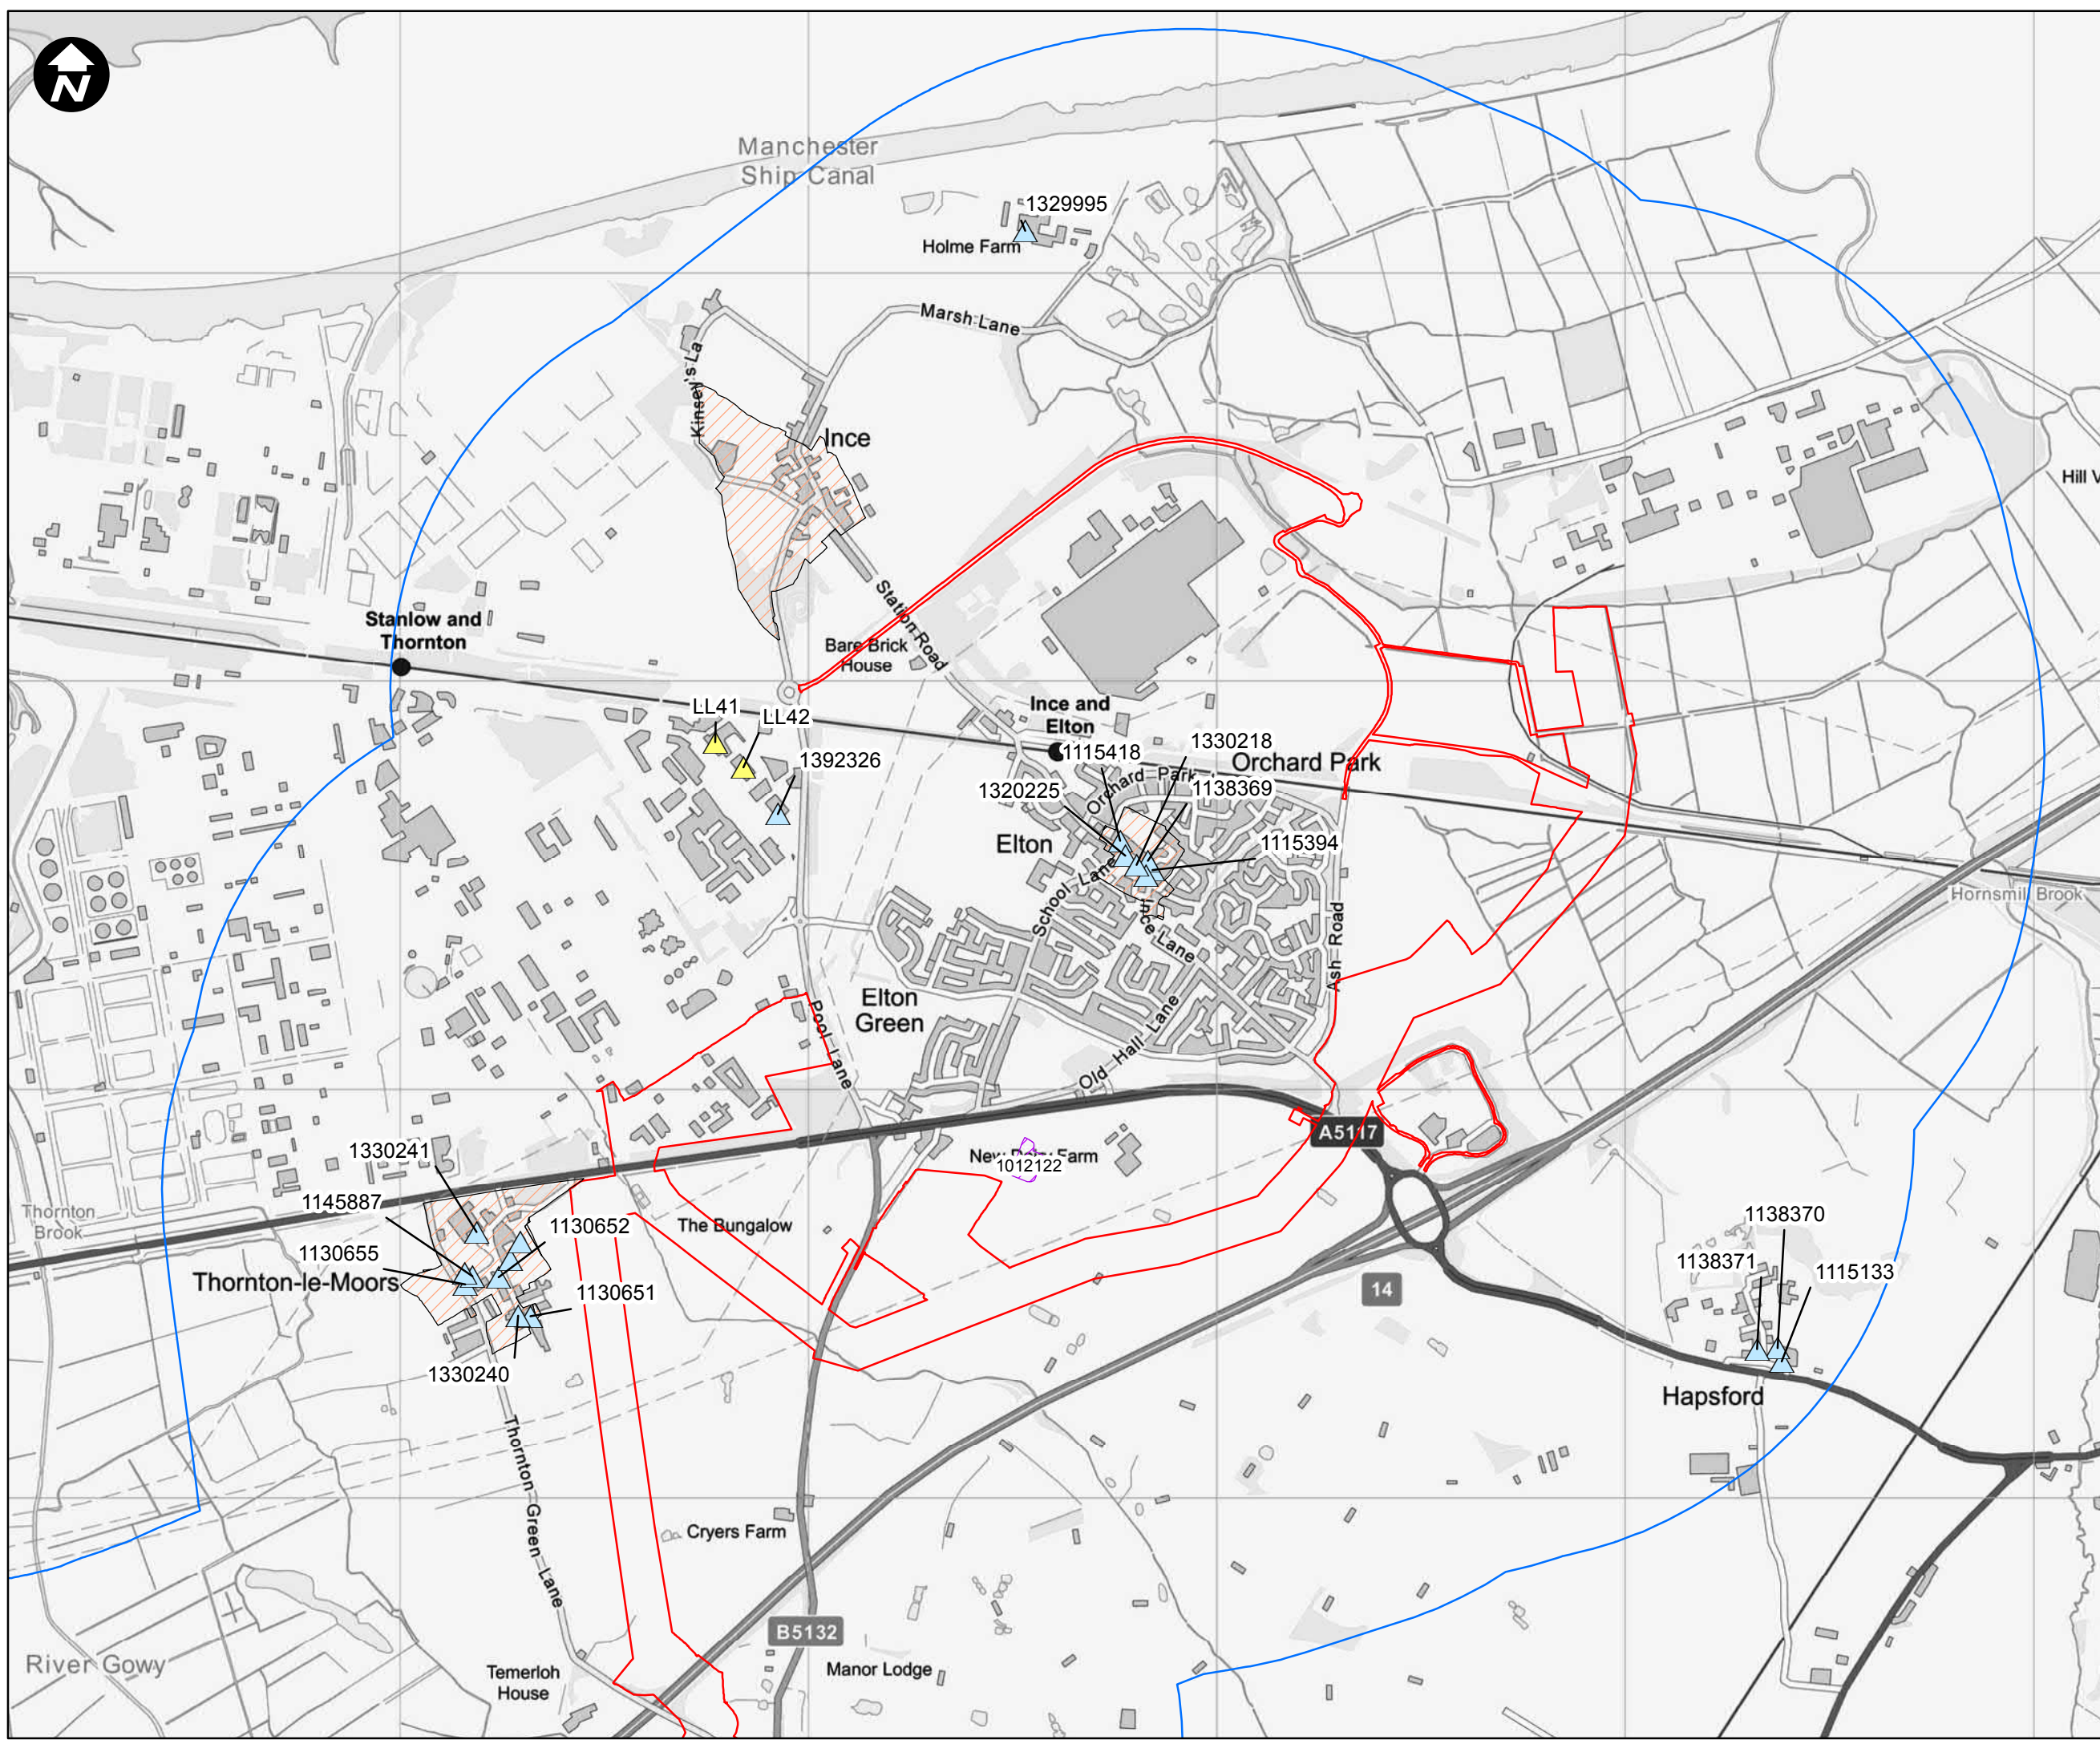 N
Manchester
Ship Canal
1329995
Holme Farm
Marsh Lane
Kinsey's La
Ince
Hill V
Station Road
Stanlow and
Thornton
Bare Brick
House
LL41
LL42
Ince and
Elton
1392326
1115418
1330218
Orchard Park
Orchard Park
1320225
1138369
Elton
1115394
School Lane
Ince Lane
Hornsmill Brook
Ash Road
Elton
Green
Pool Lane
Old Hall Lane
A5117
1330241
1012122
Thornton
Brook
1145887
1130652
The Bungalow
1130655
Thornton-le-Moors
1130651
14
1138370
1138371
1115133
1330240
Hapsford
Thornton Green Lane
Cryers Farm
B5132
River Gowy
Temerloh
House
Manor Lodge